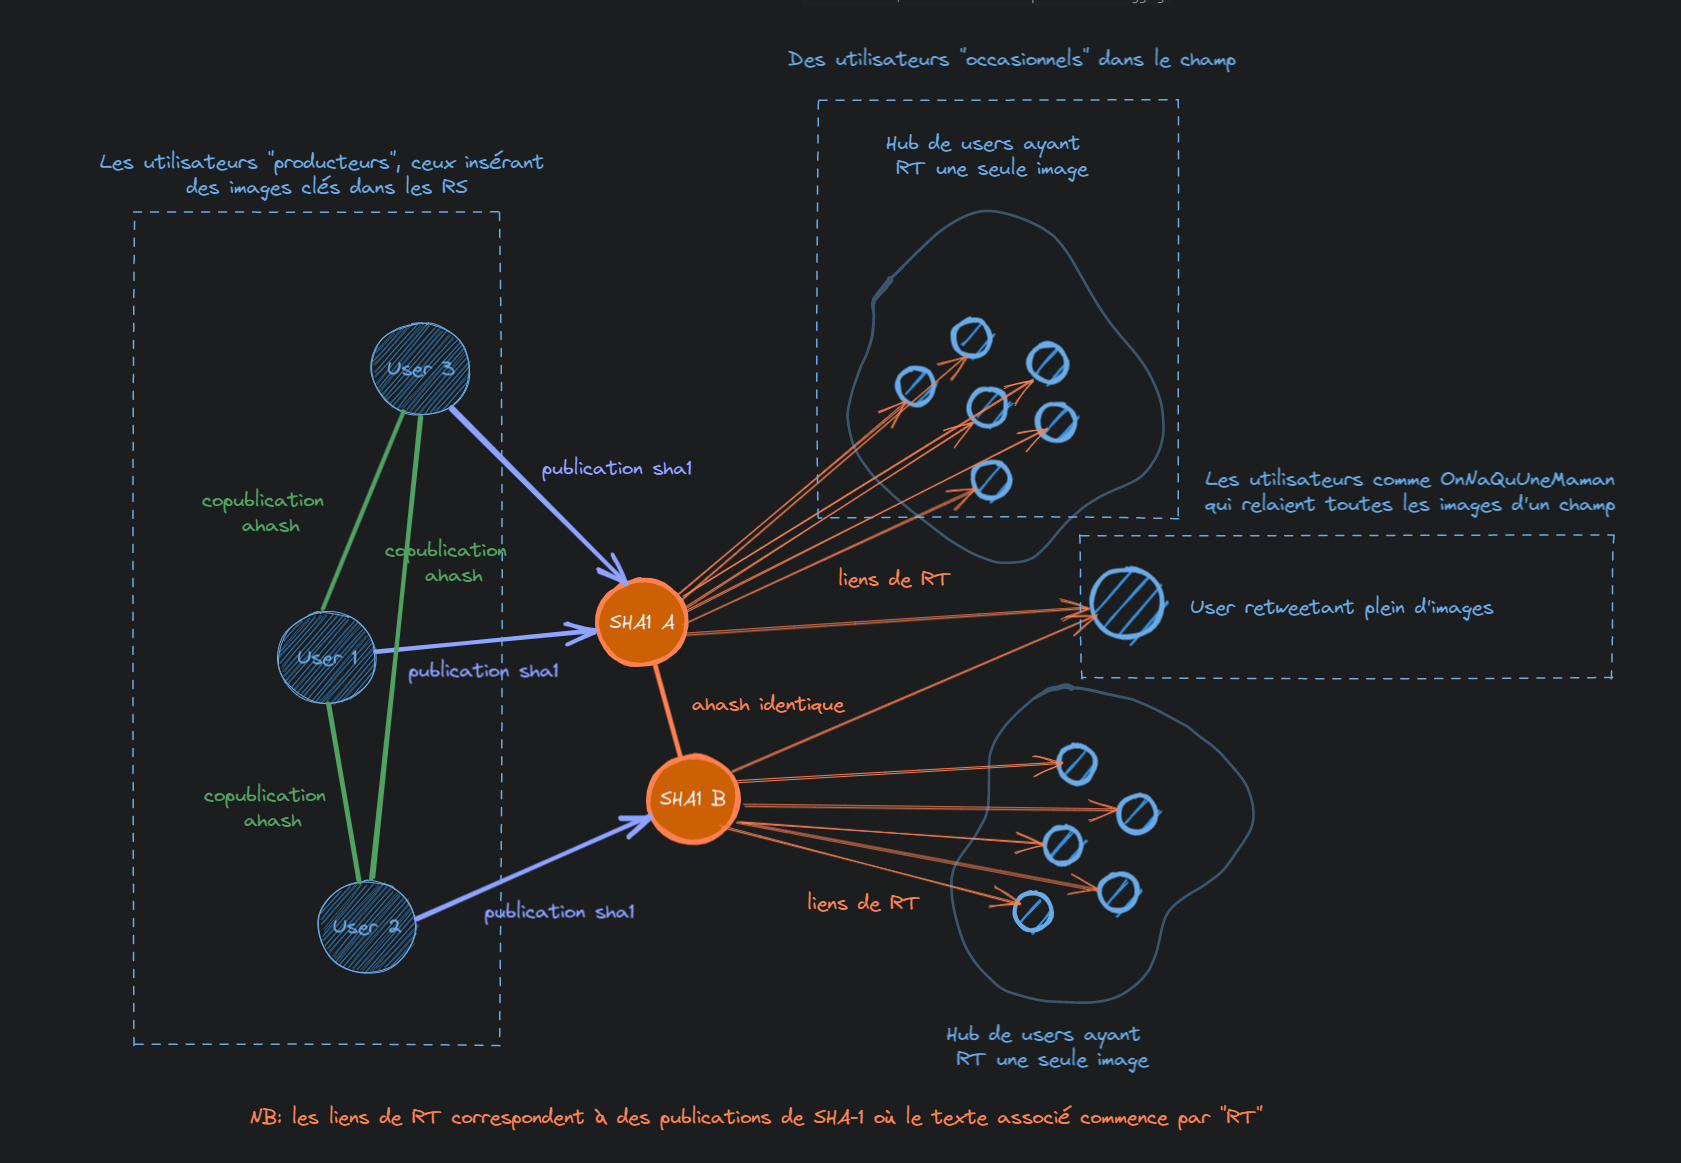 Des utilisateurs "occasionnels" dans le champ
Hub de users ayant
RT une seule image
Les utilisateurs "producteurs", ceux insérant
des images clés dans les RS
User 3
publication sha1
copublication
ahash
copublication
ahash
Les utilisateurs comme OnNaQuUneMaman
qui relaient toutes les images d'un champ
liens de RT
User retweetant plein d'images
SHA1 A
User 1
publication sha1
ahash identique
copublication
ahash
SHA1 B
User 2
publication sha1
liens de RT
Hub de users ayant
RT une seule image
NB: les liens de RT correspondent à des publications de SHA-1 où le texte associé commence par "RT"